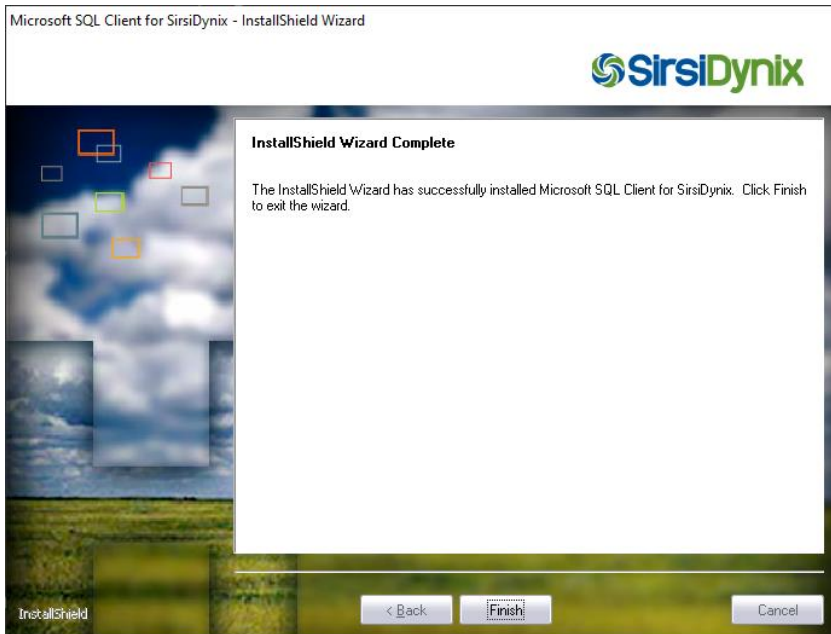 Microsoft SQL Client for SirsiDynix - InstallShield Wizard
SirsiDynix
InstallShield Wizard Complete
The InstallShield Wizard has successfully installed Microsoft SQL Client for SirsiDynix. Click Finish
to exit the wizard.
InstallShield
< Back
Finish
Cancel